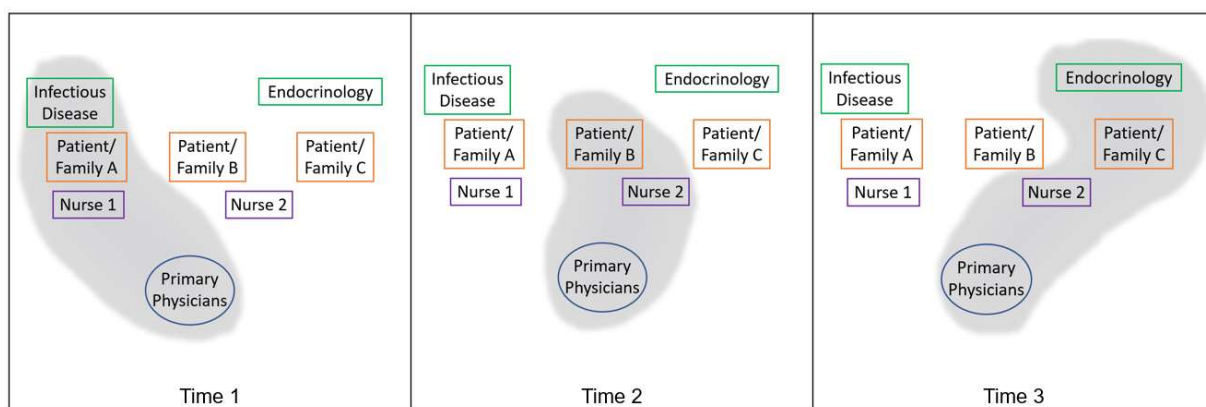 Infectious
Disease
Endocrinology
Patient/
Family A
Patient/
Family B
Patient/
Family C
Nurse 1
Nurse 2
Primary
Physicians
Time 1
Infectious
Disease
Endocrinology
Patient/
Family A
Patient/
Family B
Patient/
Family C
Nurse 1
Nurse 2
Primary
Physicians
Time 2
Infectious
Disease
Endocrinology
Patient/
Family A
Patient/
Family B
Patient/
Family C
Nurse 1
Nurse 2
Primary
Physicians
Time 3